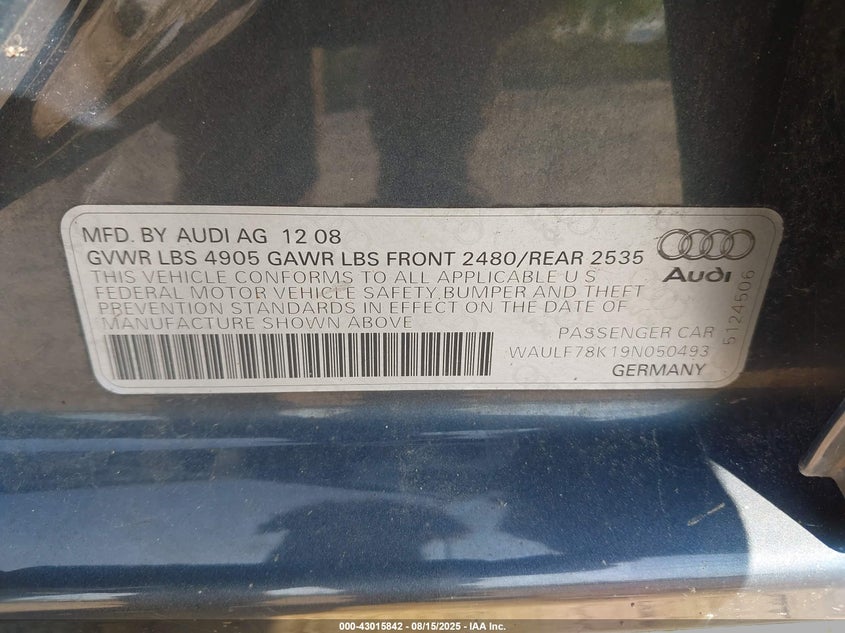 MFD. BY AUDI AG 12 08
GVWR LBS 4905 GAWR LBS FRONT 2480/REAR 2535
THIS VEHICLE CONFORMS TO ALL APPLICABLE U S
FEDERAL MOTOR VEHICLE SAFETY, BUMPER AND THEFT
PREVENTION STANDARDS IN EFFECT ON THE DATE OF
MANUFACTURE SHOWN ABOVE
Audi
PASSENGER CAR
WAULF78K19N050493
GERMANY
5124506
000-43015842 - 08/15/2025 - IAA Inc.